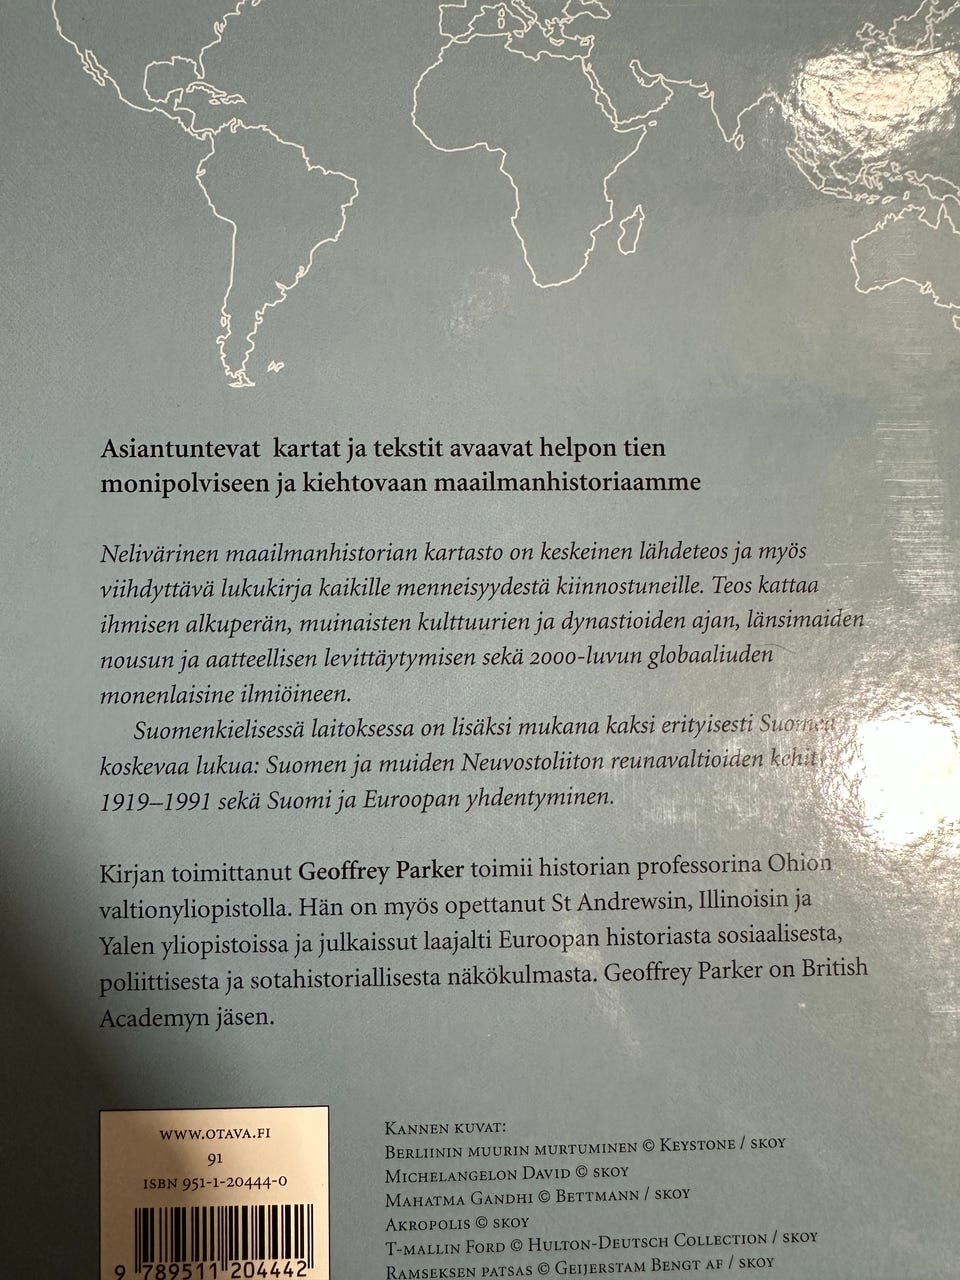 Asiantuntevat kartat ja tekstit avaavat helpon tien
monipolviseen ja kiehtovaan maailmanhistoriaamme
Nelivärinen maailmanhistorian kartasto on keskeinen lähdeteos ja myös
viihdyttävä lukukirja kaikille menneisyydestä kiinnostuneille. Teos kattaa
ihmisen alkuperän, muinaisten kulttuurien ja dynastioiden ajan, länsimaiden
nousun ja aatteellisen levittäytymisen sekä 2000-luvun globaaliuden
monenlaisine ilmiöineen.
Suomenkielisessä laitoksessa on lisäksi mukana kaksi erityisesti Suomea
koskevaa lukua: Suomen ja muiden Neuvostoliiton reunavaltioiden
1919–1991 sekä Suomi ja Euroopan yhdentyminen.
Kirjan toimittanut Geoffrey Parker toimii historian professorina Ohion
valtionyliopistolla. Hän on myös opettanut St Andrewsin, Illinoisin ja
Yalen yliopistoissa ja julkaissut laajalti Euroopan historiasta sosiaalisesta,
poliittisesta ja sotahistoriallisesta näkökulmasta. Geoffrey Parker on British
Academyn jäsen.
WWW.OTAVA.FI
91
ISBN 951-1-20444-0
9 789511 204442
KANNEN KUVAT:
BERLIININ MUURIN MURTUMINEN © KEYSTONE / SKOY
MICHELANGELON DAVID © SKOY
MAHATMA GANDHI © BETTMANN / SKOY
AKROPOLIS © SKOY
T-MALLIN FORD © HULTON-DEUTSCH COLLECTION / SKOY
RAMSEKSEN PATSAS © GEIJERSTAM BENGT AF / SKOY